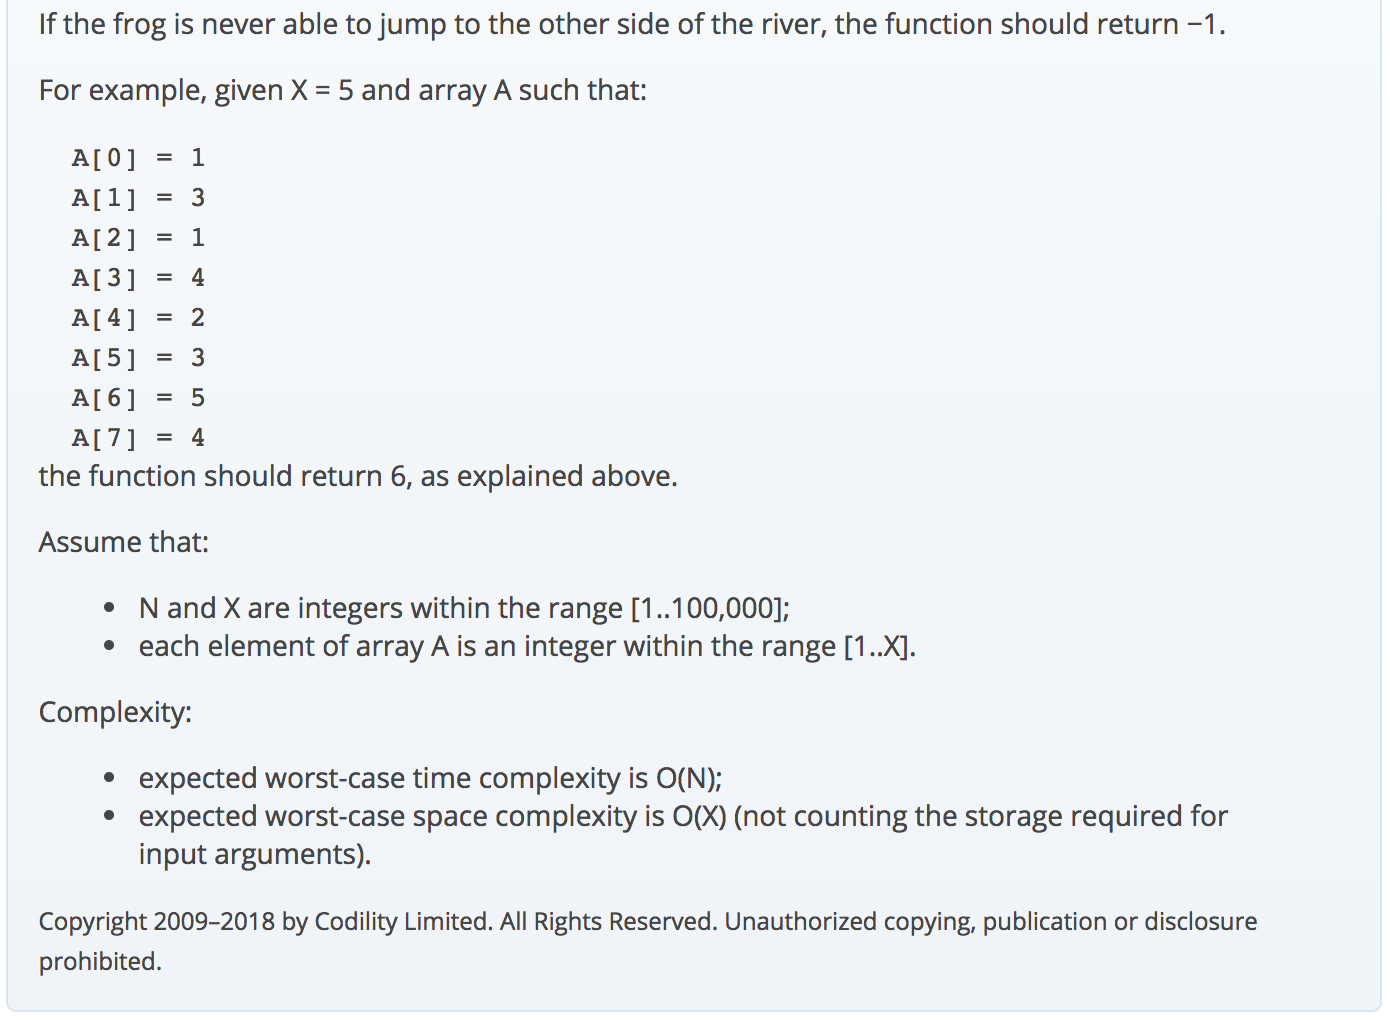 If the frog is never able to jump to the other side of the river, the function should return −1.
For example, given X = 5 and array A such that:
A[0] = 1
A[1] = 3
A[2] = 1
A[3] = 4
A[4] = 2
A[5] = 3
A[6] = 5
A[7] = 4
the function should return 6, as explained above.
Assume that:
• N and X are integers within the range [1..100,000];
• each element of array A is an integer within the range [1..X].
Complexity:
• expected worst-case time complexity is O(N);
• expected worst-case space complexity is O(X) (not counting the storage required for
input arguments).
Copyright 2009–2018 by Codility Limited. All Rights Reserved. Unauthorized copying, publication or disclosure
prohibited.